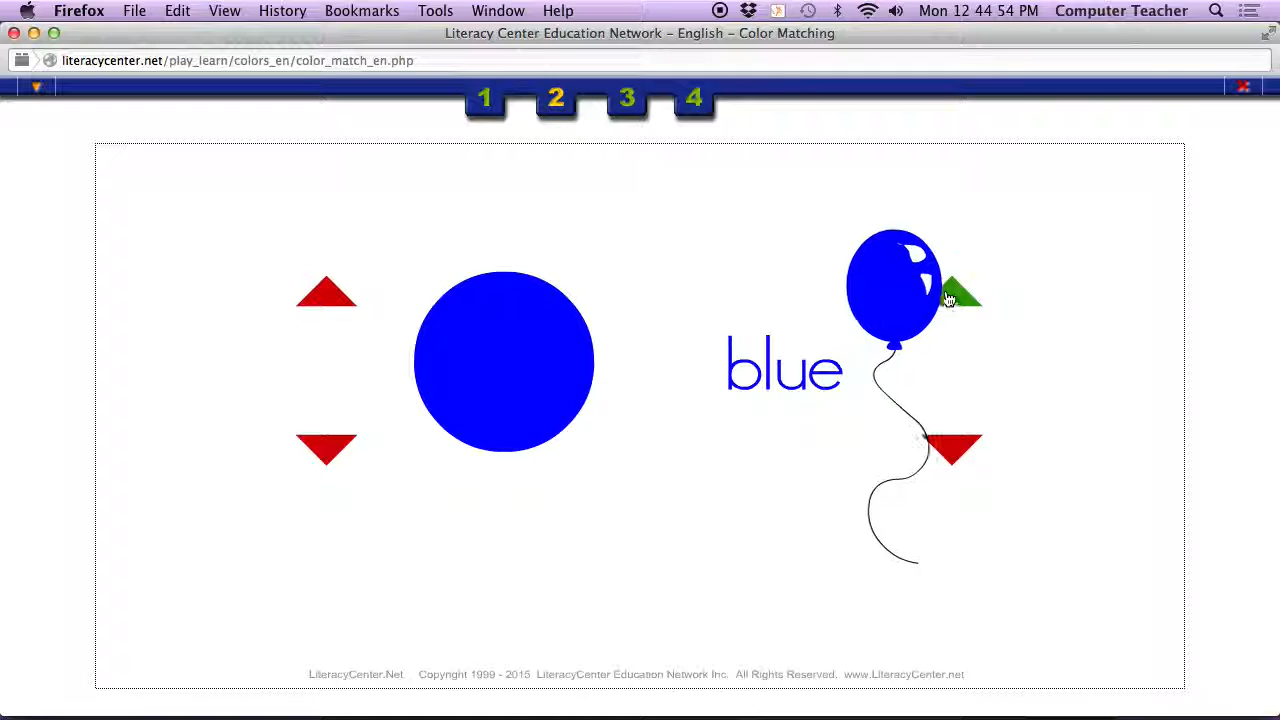 Firefox File Edit View History Bookmarks Tools Window Help Mon 12 44 54 PM Computer Teacher
Literacy Center Education Network – English – Color Matching
literacycenter.net/play_learn/colors_en/color_match_en.php
1 2 3 4
blue
LiteracyCenter.Net Copyright 1999 - 2015 LiteracyCenter Education Network Inc. All Rights Reserved. www.LiteracyCenter.net